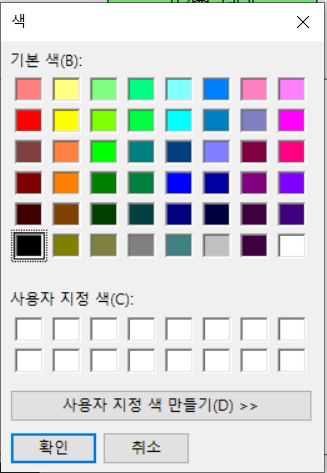 색
기본 색(B):
사용자 지정 색(C):
사용자 지정 색 만들기(D) >>
확인
취소